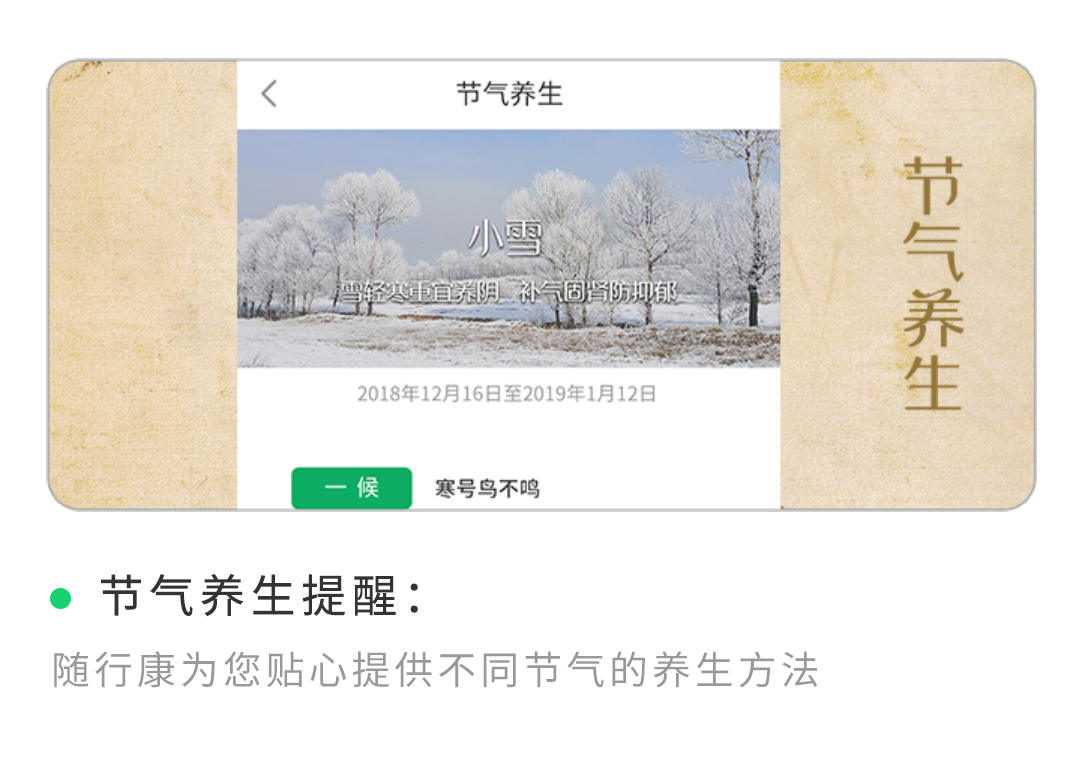 节气养生
小雪
雪轻寒中宜养阴 补气固肾防抑郁
2018年12月16日至2019年1月12日
一 候 寒号鸟不鸣
节气养生
节气养生提醒：
随行康为您贴心提供不同节气的养生方法